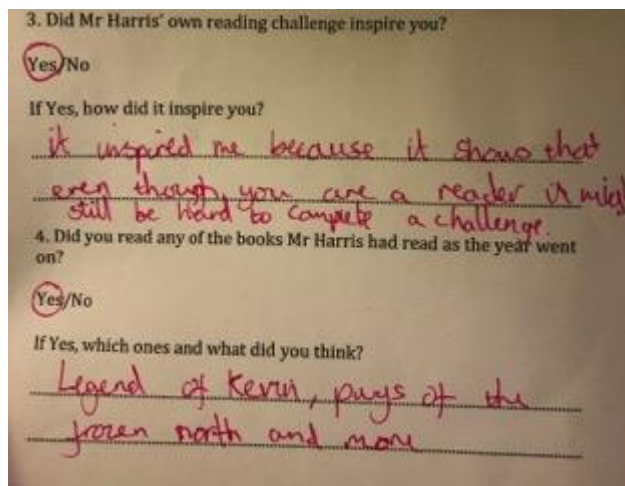 3. Did Mr Harris' own reading challenge inspire you?
Yes/No
If Yes, how did it inspire you?
it inspired me because it shows that
even though, you are a reader it migh
still be hard to complete a challenge.
4. Did you read any of the books Mr Harris had read as the year went
on?
Yes/No
If Yes, which ones and what did you think?
Legend of Kevin, pugs of the
frozen north and more